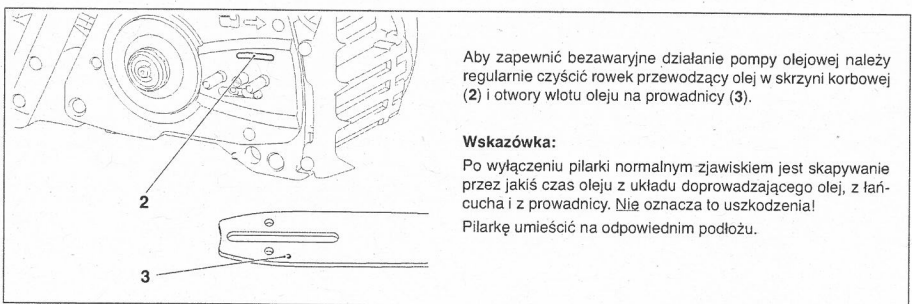 Aby zapewnić bezawaryjne działanie pompy olejowej należy
regularnie czyścić rowek przewodzący olej w skrzyni korbowej
(2) i otwory wlotu oleju na prowadnicy (3).
Wskazówka:
Po wyłączeniu pilarki normalnym zjawiskiem jest skapywanie
przez jakiś czas oleju z układu doprowadzającego olej, z łań-
cucha i z prowadnicy. Nie oznacza to uszkodzenia!
Pilarkę umieścić na odpowiednim podłożu.
2
3